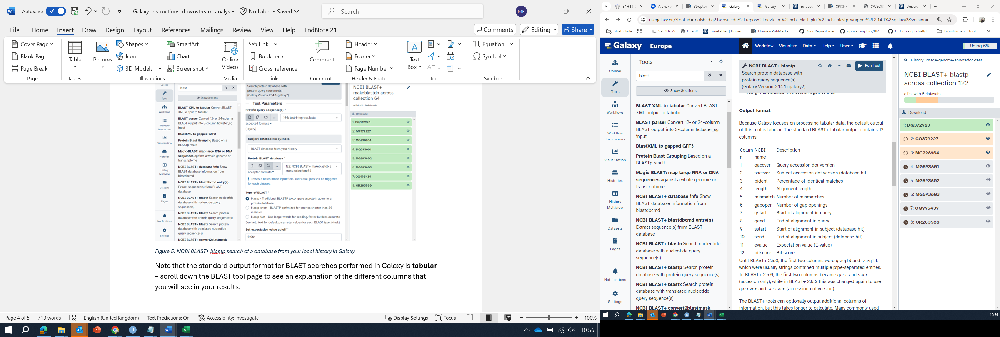 AutoSave
Galaxy_instructions_downstream_analyses
No Label • Saved
Search
MF
File
Home
Insert
Draw
Design
Layout
References
Mailings
Review
View
Help
EndNote 21
Comments
Editing
Share
Cover Page
Blank Page
Page Break
Pages
Table
Tables
Pictures
Shapes
Icons
3D Models
SmartArt
Chart
Screenshot
Illustrations
Online
Videos
Media
Link
Bookmark
Cross-reference
Links
Comment
Comments
Header
Footer
Page Number
Header & Footer
Text
Box
Text
Equation
Symbol
Symbols
Upload
Tools
Workflows
Workflow
Invocations
Visualization
Histories
History
Multiview
Datasets
Pages
Notifications
Settings
blast
Show Sections
BLAST XML to tabular Convert BLAST
XML output to tabular
BLAST parser Convert 12- or 24-column
BLAST output into 3-column hcluster_sg
input
BlastXML to gapped GFF3
Protein Blast Grouping Based on a
BLASTp result
Magic-BLAST: map large RNA or DNA
sequences against a whole genome or
transcriptome
NCBI BLAST+ database info Show
BLAST database information from
blastdbcmd
NCBI BLAST+ blastdbcmd entry(s)
Extract sequence(s) from BLAST
database
NCBI BLAST+ blastn Search nucleotide
database with nucleotide query
sequence(s)
NCBI BLAST+ blastp Search protein
database with protein query sequence(s)
NCBI BLAST+ blastx Search protein
database with translated nucleotide
query sequence(s)
NCBI BLAST+ convert2blastmask
Search protein database with
protein query sequence(s)
(Galaxy Version 2.14.1+galaxy2)
Tool Parameters
Protein query sequence(s) *
106: test-integrase.fasta
accepted formats
(-query)
Subject database/sequences
BLAST database from your history
Protein BLAST database *
122: NCBI BLAST+ makeblastdb a
cross collection 64
accepted formats
! This is a batch mode input field. Individual jobs will be triggered
for each dataset.
Type of BLAST *
blastp - Traditional BLASTP to compare a protein query to a
protein database
blastp-short - BLASTP optimized for queries shorter than 30
residues
blastp-fast - Use longer words for seeding, faster but less accurate
See help text for default parameter values for each BLAST type. (-task)
Set expectation value cutoff *
0.001
NCBI BLAST+
makeblastdb across
collection 64
a list with 8 datasets
Download
1: DQ372923
2: GQ379227
3: MG298964
4: MG593801
5: MG593802
6: MG593803
7: OQ995439
8: OR263580
Figure 5. NCBI BLAST+ blastp search of a database from your local history in Galaxy
Note that the standard output format for BLAST searches performed in Galaxy is tabular
– scroll down the BLAST tool page to see an explanation of the different columns that
you will see in your results.
Page 4 of 5
713 words
English (United Kingdom)
Text Predictions: On
Accessibility: Investigate
Display Settings
Focus
100%
10:56
B1H19_
AlphaFo
Strepto
Galaxy
Galaxy
Edit cou
CRISPR
SWSCU
Univers
usegalaxy.eu/?tool_id=toolshed.g2.bx.psu.edu%2Frepos%2Fdevteam%2Fncbi_blast_plus%2Fncbi_blastp_wrapper%2F2.14.1%2Bgalaxy2&version=...
Strathclyde
SPIDER v5
Cite it!
Timetables | Univers...
Home - PubMed -...
Your Repositories
sipbs-compbiol/BM...
GitHub - sjcockell/l...
bioinformatics tool...
Galaxy Europe
Workflow
Visualize
Data
Help
User
Using 6%
Upload
Tools
Workflows
Workflow
Invocations
Visualization
Histories
History
Multiview
Datasets
Pages
Notifications
Settings
Tools
blast
Show Sections
BLAST XML to tabular Convert BLAST
XML output to tabular
BLAST parser Convert 12- or 24-column
BLAST output into 3-column hcluster_sg
input
BlastXML to gapped GFF3
Protein Blast Grouping Based on a
BLASTp result
Magic-BLAST: map large RNA or DNA
sequences against a whole genome or
transcriptome
NCBI BLAST+ database info Show
BLAST database information from
blastdbcmd
NCBI BLAST+ blastdbcmd entry(s)
Extract sequence(s) from BLAST
database
NCBI BLAST+ blastn Search nucleotide
database with nucleotide query
sequence(s)
NCBI BLAST+ blastp Search protein
database with protein query sequence(s)
NCBI BLAST+ blastx Search protein
database with translated nucleotide
query sequence(s)
NCBI BLAST+ convert2blastmask
NCBI BLAST+ blastp
Run Tool
Search protein database with
protein query sequence(s)
(Galaxy Version 2.14.1+galaxy2)
Output format
Because Galaxy focuses on processing tabular data, the default output
of this tool is tabular. The standard BLAST+ tabular output contains 12
columns:
Colum
n NCBI
name Description
1 qaccver Query accession dot version
2 saccver Subject accession dot version (database hit)
3 pident Percentage of identical matches
4 length Alignment length
5 mismatch Number of mismatches
6 gapopen Number of gap openings
7 qstart Start of alignment in query
8 qend End of alignment in query
9 sstart Start of alignment in subject (database hit)
10 send End of alignment in subject (database hit)
11 evalue Expectation value (E-value)
12 bitscore Bit score
Until BLAST+ 2.5.0, the first two columns were qseqid and sseqid,
which were usually strings contained multiple pipe-separated entries.
In BLAST+ 2.5.0, the first two columns became qacc and sacc
(accesion only), while in BLAST+ 2.6.0 this was changed again to use
qaccver and saccver (accession dot version).
The BLAST+ tools can optionally output additional columns of
information, but this takes longer to calculate. Many commonly used
History: Phage-genome-annotation-test
NCBI BLAST+ blastp
across collection 122
a list with 8 datasets
Download
1: DQ372923
2: GQ379227
3: MG298964
4: MG593801
5: MG593802
6: MG593803
7: OQ995439
8: OR263580
10:56